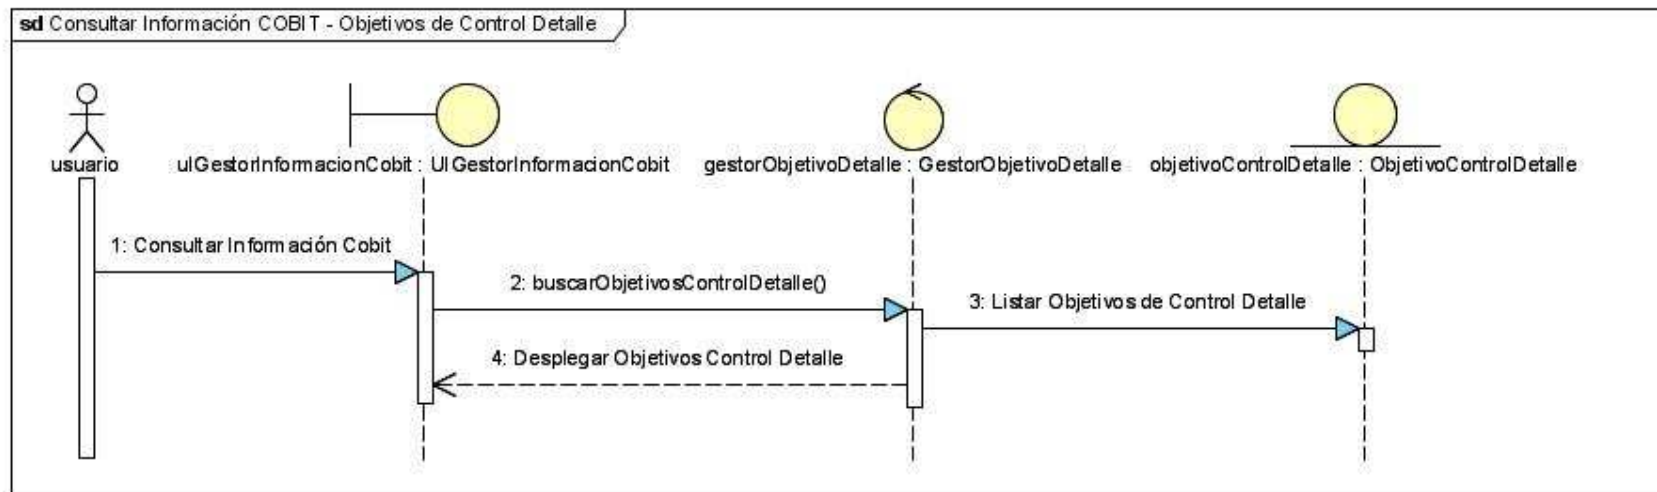 sd Consultar Información COBIT - Objetivos de Control Detalle
usuario
uIGestorInformacionCobit : UIGestorInformacionCobit
gestorObjetivoDetalle : GestorObjetivoDetalle
objetivoControlDetalle : ObjetivoControlDetalle
1: Consultar Información Cobit
2: buscarObjetivosControlDetalle()
3: Listar Objetivos de Control Detalle
4: Desplegar Objetivos Control Detalle